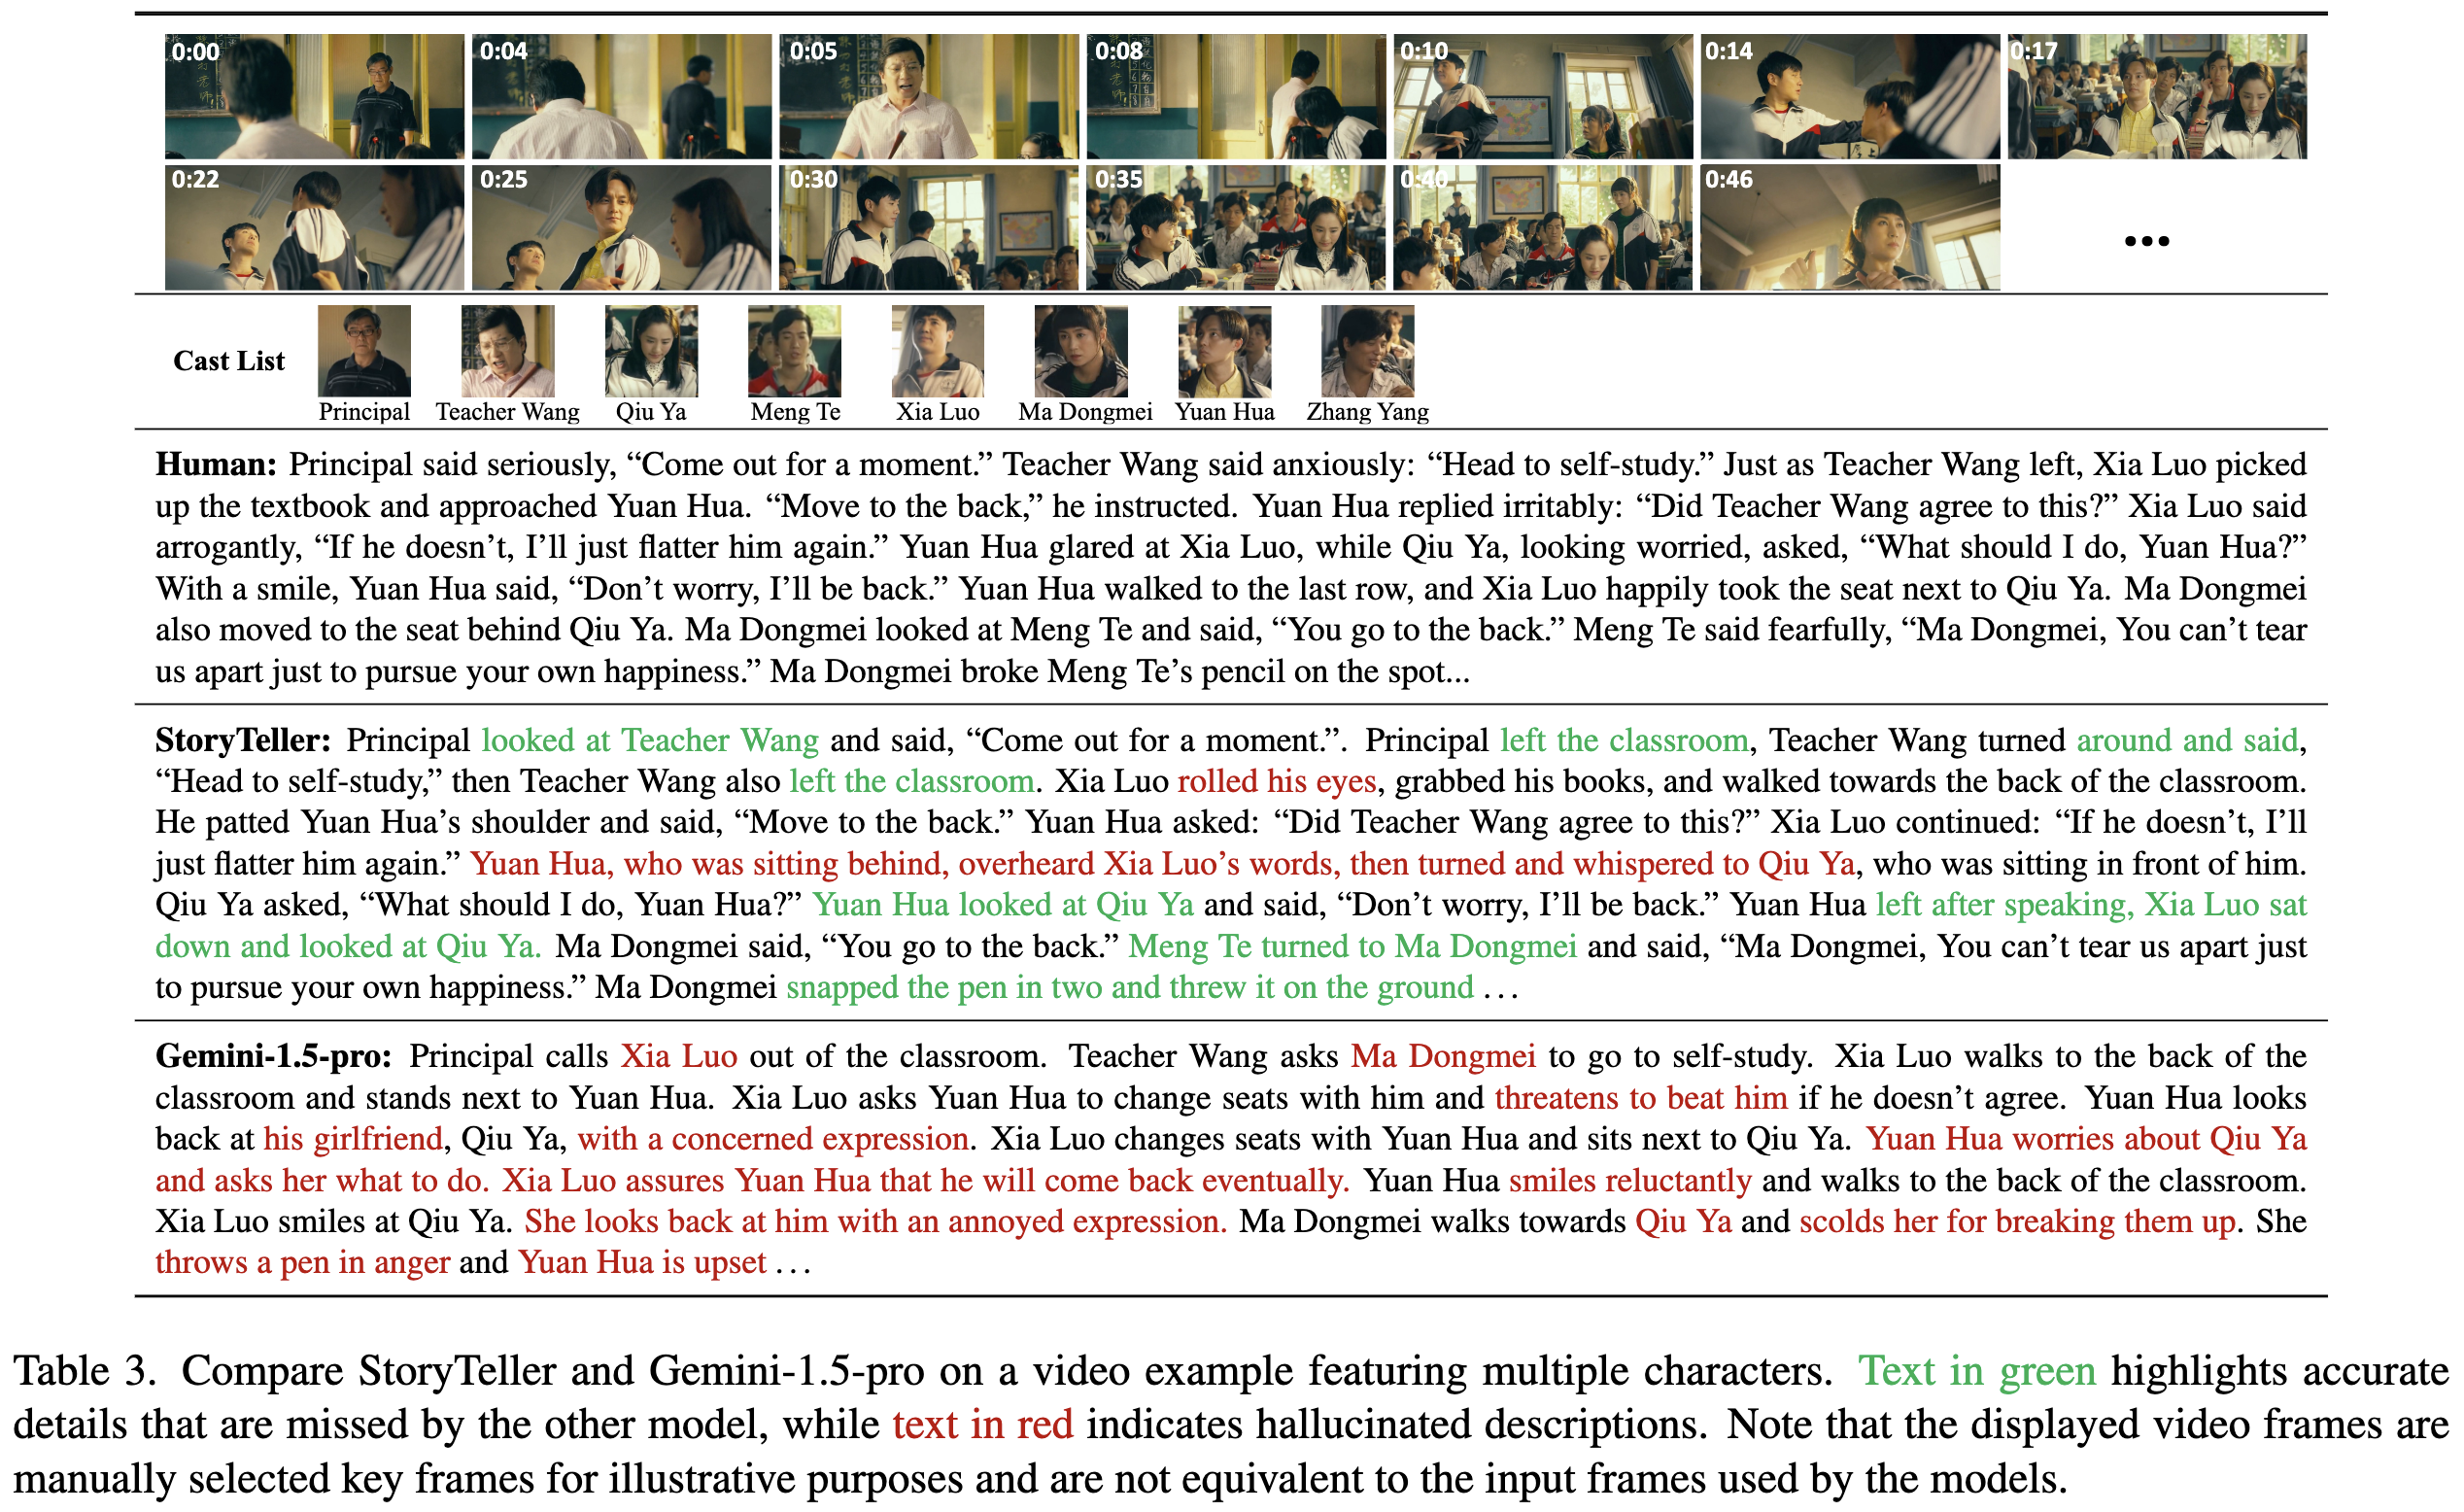 0:00
0:04
0:05
0:08
0:10
0:14
0:17
0:22
0:25
0:30
0:35
0:40
0:46
...
Cast List
Principal
Teacher Wang
Qiu Ya
Meng Te
Xia Luo
Ma Dongmei
Yuan Hua
Zhang Yang
Human: Principal said seriously, “Come out for a moment.” Teacher Wang said anxiously: “Head to self-study.” Just as Teacher Wang left, Xia Luo picked
up the textbook and approached Yuan Hua. “Move to the back,” he instructed. Yuan Hua replied irritably: “Did Teacher Wang agree to this?” Xia Luo said
arrogantly, “If he doesn’t, I’ll just flatter him again.” Yuan Hua glared at Xia Luo, while Qiu Ya, looking worried, asked, “What should I do, Yuan Hua?”
With a smile, Yuan Hua said, “Don’t worry, I’ll be back.” Yuan Hua walked to the last row, and Xia Luo happily took the seat next to Qiu Ya. Ma Dongmei
also moved to the seat behind Qiu Ya. Ma Dongmei looked at Meng Te and said, “You go to the back.” Meng Te said fearfully, “Ma Dongmei, You can’t tear
us apart just to pursue your own happiness.” Ma Dongmei broke Meng Te’s pencil on the spot...
StoryTeller: Principal looked at Teacher Wang and said, “Come out for a moment.”. Principal left the classroom, Teacher Wang turned around and said,
“Head to self-study,” then Teacher Wang also left the classroom. Xia Luo rolled his eyes, grabbed his books, and walked towards the back of the classroom.
He patted Yuan Hua’s shoulder and said, “Move to the back.” Yuan Hua asked: “Did Teacher Wang agree to this?” Xia Luo continued: “If he doesn’t, I’ll
just flatter him again.” Yuan Hua, who was sitting behind, overheard Xia Luo’s words, then turned and whispered to Qiu Ya, who was sitting in front of him.
Qiu Ya asked, “What should I do, Yuan Hua?” Yuan Hua looked at Qiu Ya and said, “Don’t worry, I’ll be back.” Yuan Hua left after speaking, Xia Luo sat
down and looked at Qiu Ya. Ma Dongmei said, “You go to the back.” Meng Te turned to Ma Dongmei and said, “Ma Dongmei, You can’t tear us apart just
to pursue your own happiness.” Ma Dongmei snapped the pen in two and threw it on the ground ...
Gemini-1.5-pro: Principal calls Xia Luo out of the classroom. Teacher Wang asks Ma Dongmei to go to self-study. Xia Luo walks to the back of the
classroom and stands next to Yuan Hua. Xia Luo asks Yuan Hua to change seats with him and threatens to beat him if he doesn’t agree. Yuan Hua looks
back at his girlfriend, Qiu Ya, with a concerned expression. Xia Luo changes seats with Yuan Hua and sits next to Qiu Ya. Yuan Hua worries about Qiu Ya
and asks her what to do. Xia Luo assures Yuan Hua that he will come back eventually. Yuan Hua smiles reluctantly and walks to the back of the classroom.
Xia Luo smiles at Qiu Ya. She looks back at him with an annoyed expression. Ma Dongmei walks towards Qiu Ya and scolds her for breaking them up. She
throws a pen in anger and Yuan Hua is upset ...
Table 3. Compare StoryTeller and Gemini-1.5-pro on a video example featuring multiple characters. Text in green highlights accurate
details that are missed by the other model, while text in red indicates hallucinated descriptions. Note that the displayed video frames are
manually selected key frames for illustrative purposes and are not equivalent to the input frames used by the models.